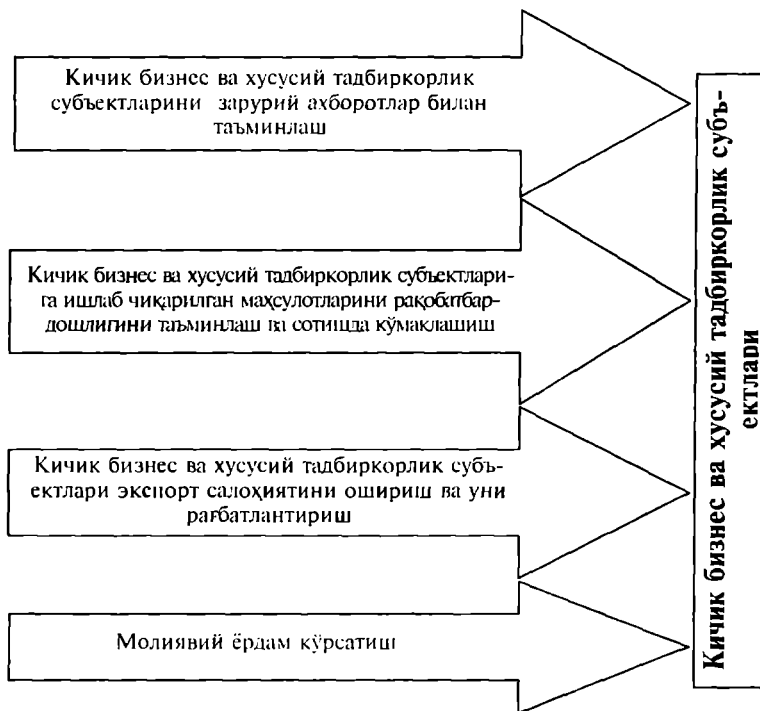 Кичик бизнес ва хусусий тадбиркорлик
субъектларини зарурий ахборотлар билан
таъминлаш
Кичик бизнес ва хусусий тадбиркорлик субъектлари-
га ишлаб чиқарилган маҳсулотларини рақобатбар-
дошлигини таъминлаш ва сотишда кўмаклашиш
Кичик бизнес ва хусусий тадбиркорлик субъ-
ектлари экспорт салоҳиятини ошириш ва уни
рағбатлантириш
Молиявий ёрдам кўрсатиш
Кичик бизнес ва хусусий тадбиркорлик субъ-
ектлари